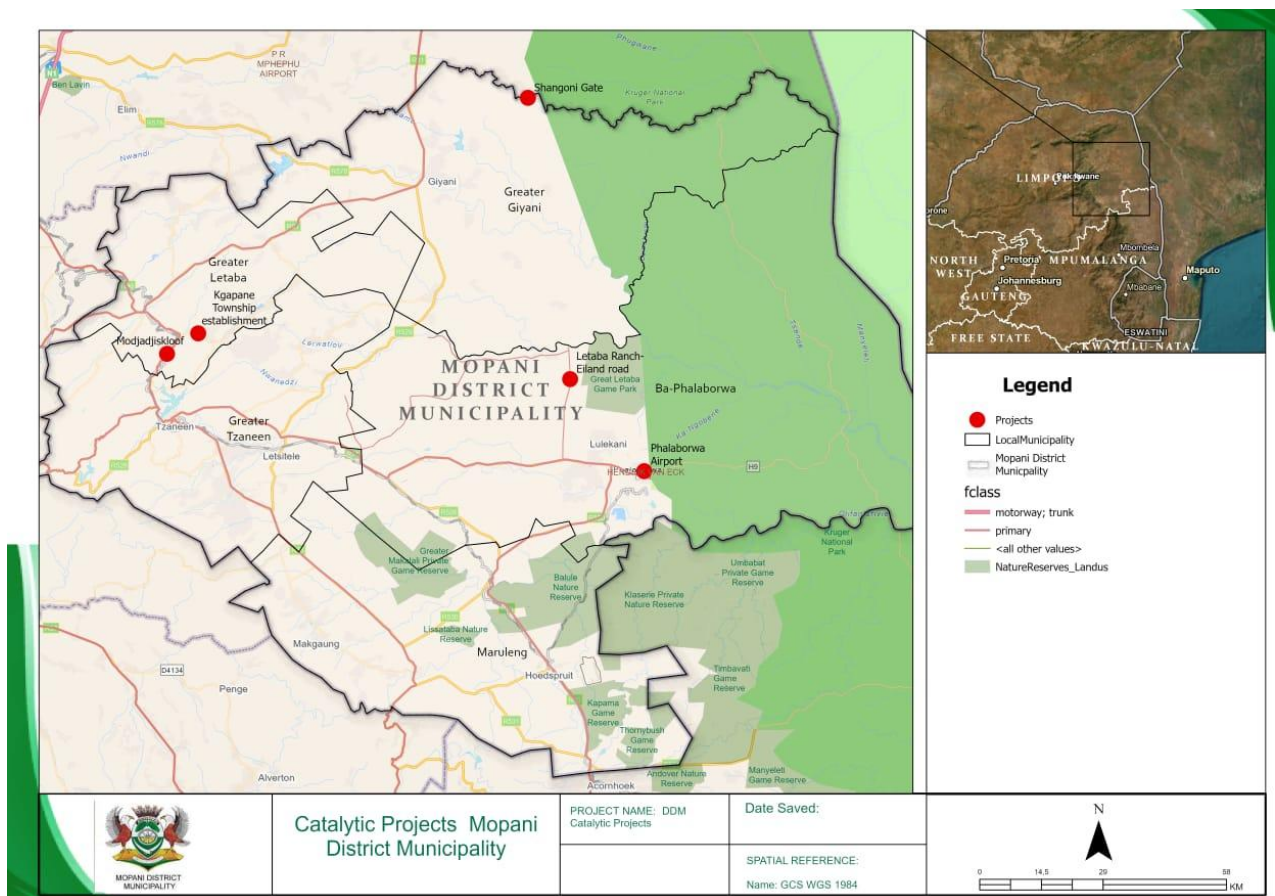 P R
MPHEPHU
AIRPORT
N1
Ben Lavin
Elim
Nwandi
Giyani
Shangoni Gate
Phugwane
Kruger National
Park
Greater
Giyani
Greater
Letaba
Kgapane
Township
establishment
Modjadjiskloof
Nwanedzi
MOPANI
DISTRICT
MUNICIPALITY
Letaba Ranch-
Eiland road
Great Letaba
Game Park
Ba-Phalaborwa
Tsende
Tzaneen
Greater
Tzaneen
Letsitele
Lulekani
Phalaborwa
Airport
H9
Kruger
National
Park
Greater
Makalali Private
Game Reserve
Balule
Nature
Reserve
Umbabat
Private Game
Reserve
Klaserie Private
Nature Reserve
Lissataba Nature
Reserve
Maruleng
Makgaung
Hoedspruit
Timbavati
Game
Reserve
D4134
Penge
Kapama
Game
Reserve
Thornybush
Game
Reserve
Alverton
Acornhoek
Andover Nature
Reserve
Manyeleti
Game Reserve
LIMPOPO
NORTH
WEST
Pretoria
MPUMALANGA
Mbombela
Johannesburg
GAUTENG
Maputo
Mbabane
ESWATINI
FREE STATE
KWAZULU-NATAL
Legend
Projects
LocalMunicipality
Mopani District
Municpality
fclass
motorway; trunk
primary
<all other values>
NatureReserves_Landus
MOPANI DISTRICT
MUNICIPALITY
Catalytic Projects Mopani
District Municipality
PROJECT NAME: DDM
Catalytic Projects
Date Saved:
SPATIAL REFERENCE:
Name: GCS WGS 1984
N
0 14,5 29 58
KM